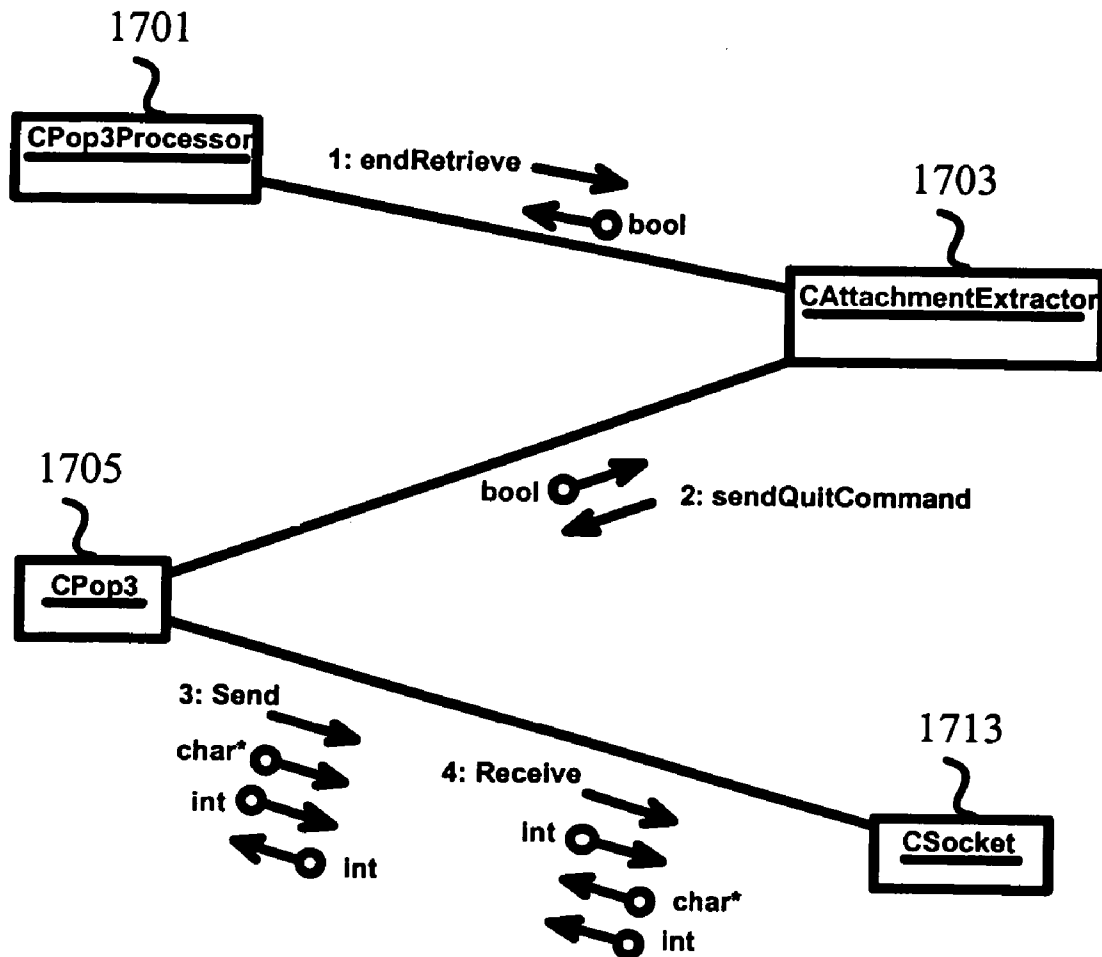 1701
CPop3Processor
1: endRetrieve
bool
1703
CAttachmentExtractor
1705
bool
2: sendQuitCommand
CPop3
3: Send
char*
int
int
4: Receive
int
char*
int
1713
CSocket